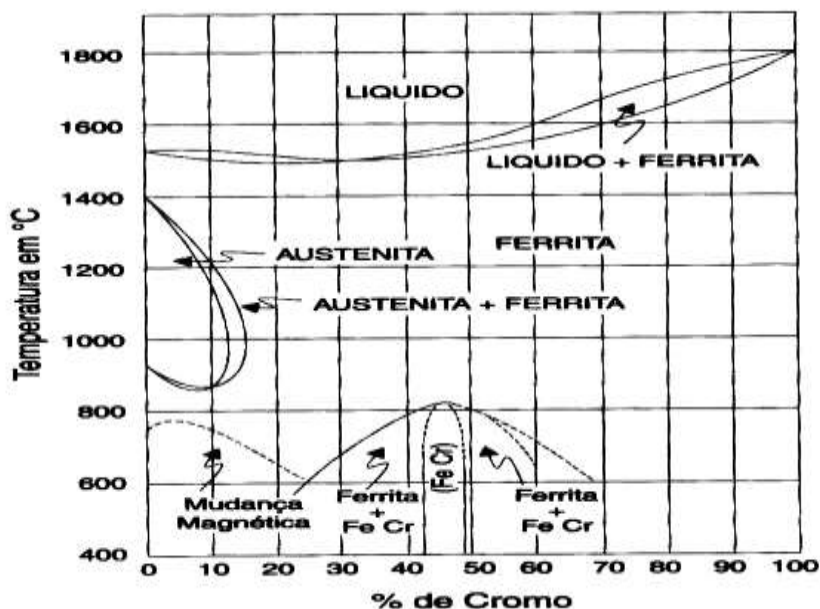 1800
1600
1400
1200
1000
800
600
400
Temperatura em ºC
LIQUIDO
LIQUIDO + FERRITA
FERRITA
AUSTENITA
AUSTENITA + FERRITA
(Fe Cr)
Mudança
Magnética
Ferrita
+
Fe Cr
Ferrita
+
Fe Cr
0 10 20 30 40 50 60 70 80 90 100
% de Cromo